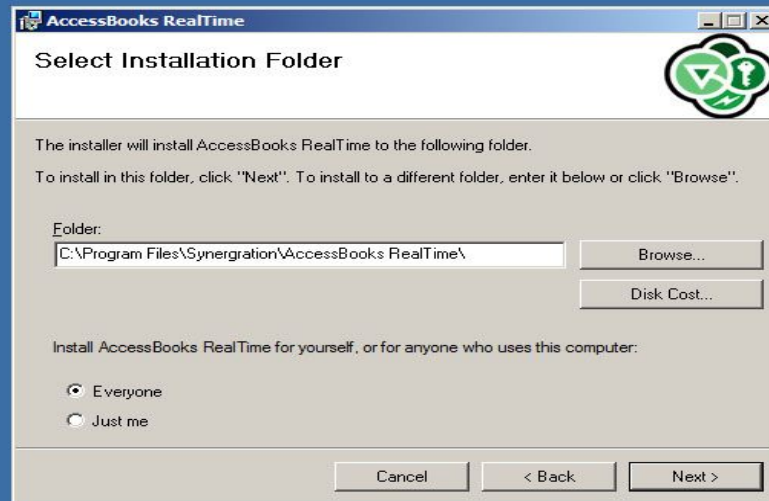 AccessBooks RealTime
Select Installation Folder
The installer will install AccessBooks RealTime to the following folder.
To install in this folder, click "Next". To install to a different folder, enter it below or click "Browse".
Folder:
C:\Program Files\Synergration\AccessBooks RealTime\
Browse...
Disk Cost...
Install AccessBooks RealTime for yourself, or for anyone who uses this computer:
Everyone
Just me
Cancel
< Back
Next >